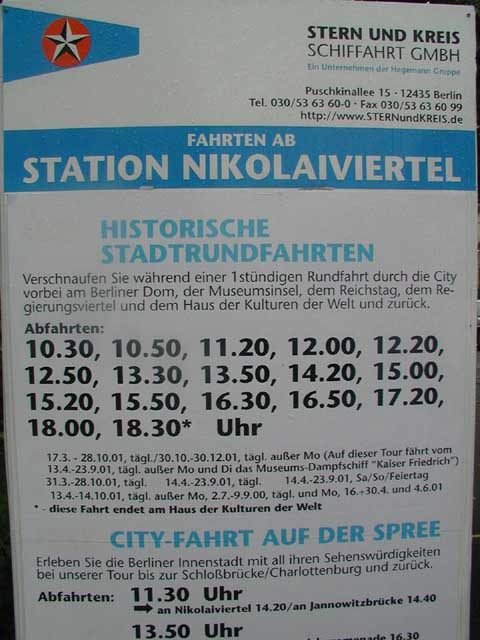 STERN UND KREIS
SCHIFFAHRT GMBH
Ein Unternehmen der Hegemann Gruppe
Puschkinallee 15 - 12435 Berlin
Tel. 030/53 63 60-0 · Fax 030/53 63 60 99
http://www.STERNundKREIS.de
FAHRTEN AB
STATION NIKOLAIVIERTEL
HISTORISCHE
STADTRUNDFAHRTEN
Verschnaufen Sie während einer 1stündigen Rundfahrt durch die City
vorbei am Berliner Dom, der Museumsinsel, dem Reichstag, dem Re-
gierungsviertel und dem Haus der Kulturen der Welt und zurück.
Abfahrten:
10.30, 10.50, 11.20, 12.00, 12.20,
12.50, 13.30, 13.50, 14.20, 15.00,
15.20, 15.50, 16.30, 16.50, 17.20,
18.00, 18.30* Uhr
17.3. - 28.10.01, tägl./30.10.-30.12.01, tägl. außer Mo (Auf dieser Tour fährt vom
13.4.-23.9.01, tägl. außer Mo und Di das Museums-Dampfschiff "Kaiser Friedrich")
31.3.-28.10.01, tägl. 14.4.-23.9.01, tägl. 14.4.-23.9.01, Sa/So/Feiertag
13.4.-14.10.01, tägl. außer Mo, 2.7.-9.9.00, tägl. und Mo, 16.+30.4. und 4.6.01
* - diese Fahrt endet am Haus der Kulturen der Welt
CITY-FAHRT AUF DER SPREE
Erleben Sie die Berliner Innenstadt mit all ihren Sehenswürdigkeiten
bei unserer Tour bis zur Schloßbrücke/Charlottenburg und zurück.
Abfahrten: 11.30 Uhr
→ an Nikolaiviertel 14.20/an Jannowitzbrücke 14.40
13.50 Uhr
16.30